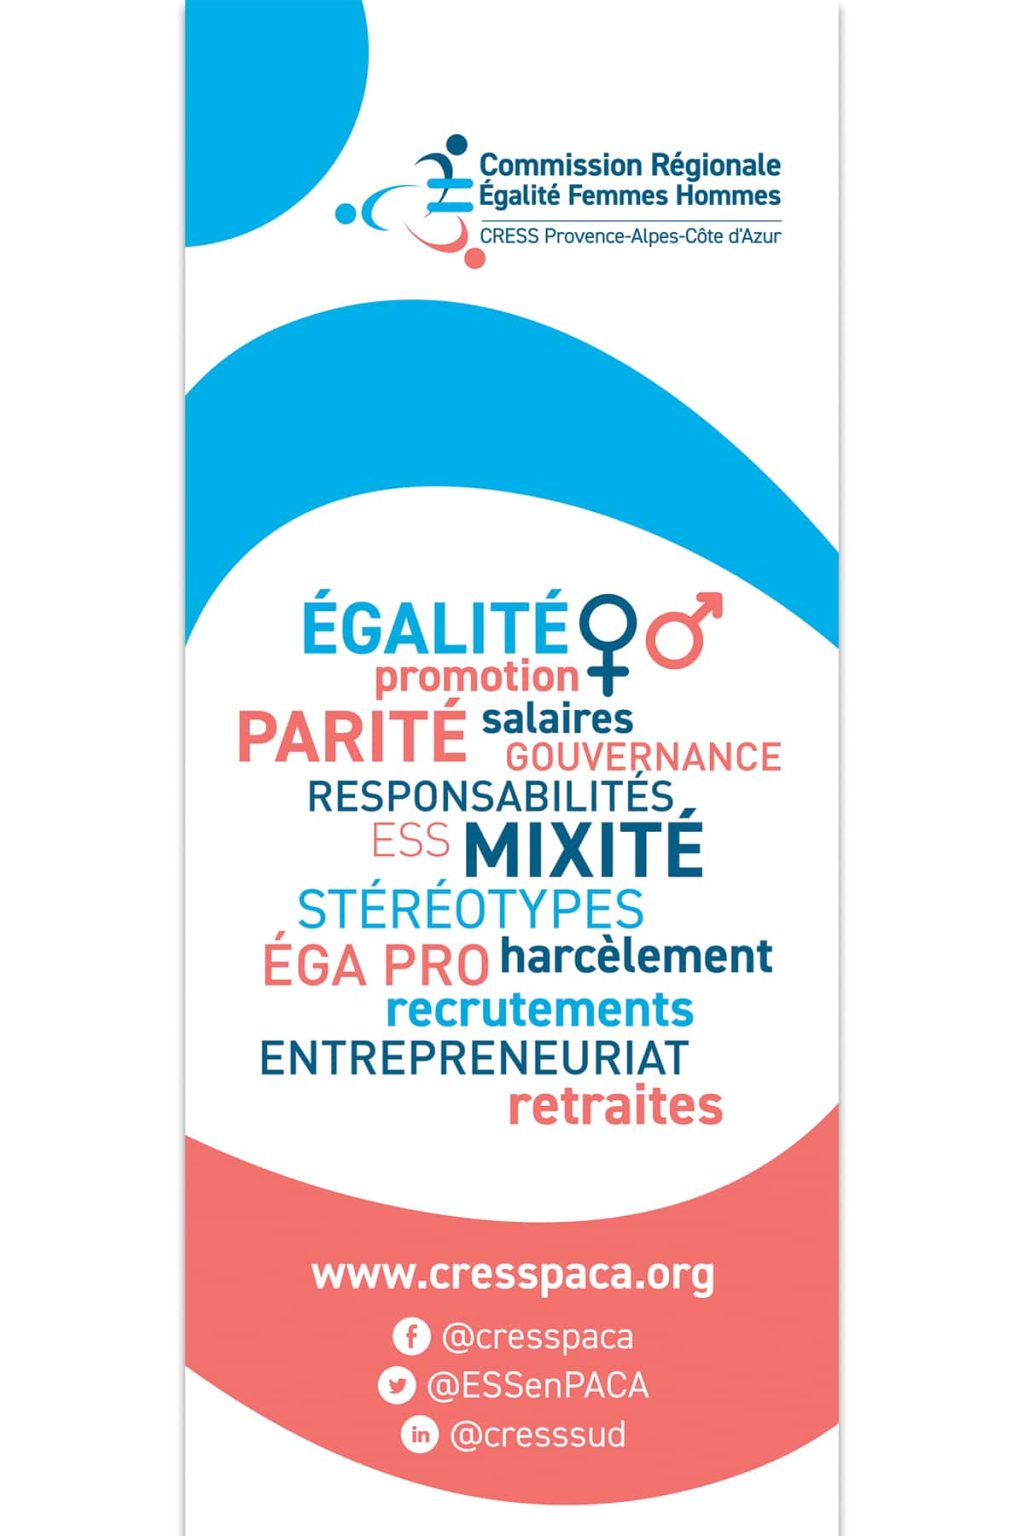 Commission Régionale
Égalité Femmes Hommes
CRESS Provence-Alpes-Côte d'Azur
ÉGALITÉ
promotion
PARITÉ salaires
GOUVERNANCE
RESPONSABILITÉS
ESS MIXITÉ
STÉRÉOTYPES
ÉGA PRO harcèlement
recrutements
ENTREPRENEURIAT
retraites
www.cresspaca.org
@cresspaca
@ESSenPACA
@cresssud